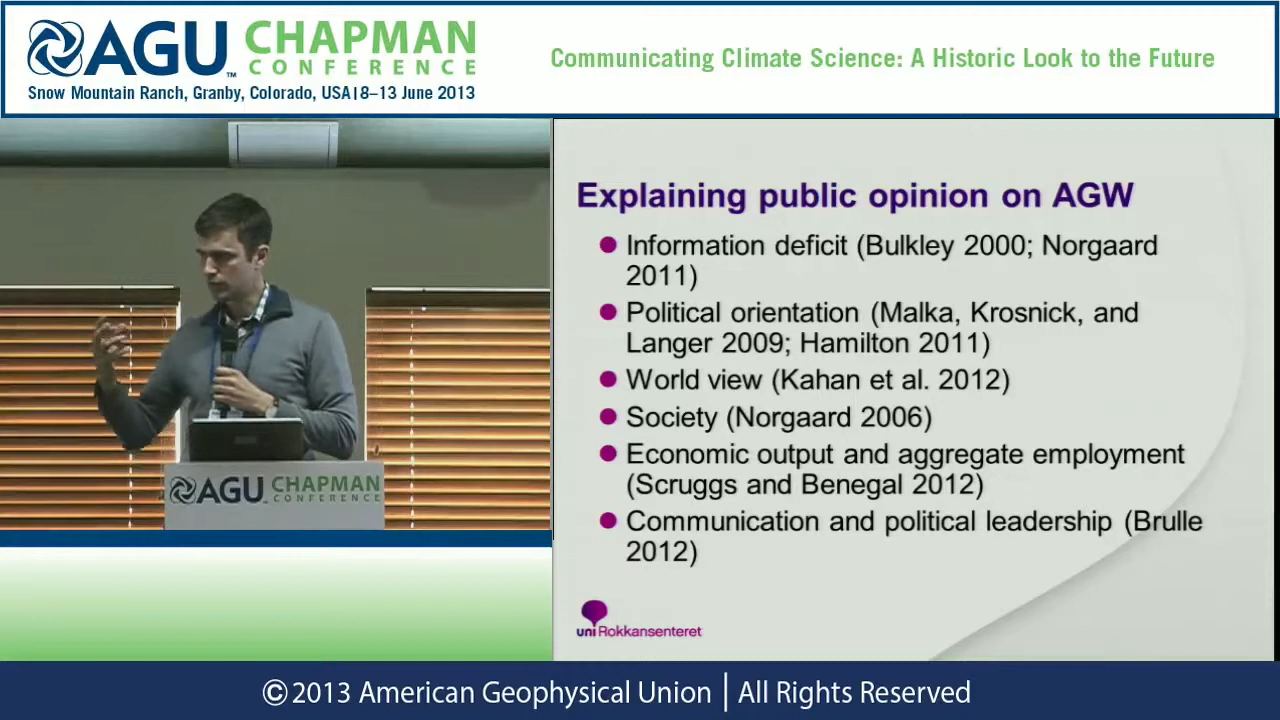 AGU CHAPMAN
CONFERENCE
Snow Mountain Ranch, Granby, Colorado, USA|8–13 June 2013
Communicating Climate Science: A Historic Look to the Future
Explaining public opinion on AGW
Information deficit (Bulkley 2000; Norgaard
2011)
Political orientation (Malka, Krosnick, and
Langer 2009; Hamilton 2011)
World view (Kahan et al. 2012)
Society (Norgaard 2006)
Economic output and aggregate employment
(Scruggs and Benegal 2012)
Communication and political leadership (Brulle
2012)
uni Rokkansenteret
AGU CHAPMAN
CONFERENCE
©2013 American Geophysical Union | All Rights Reserved